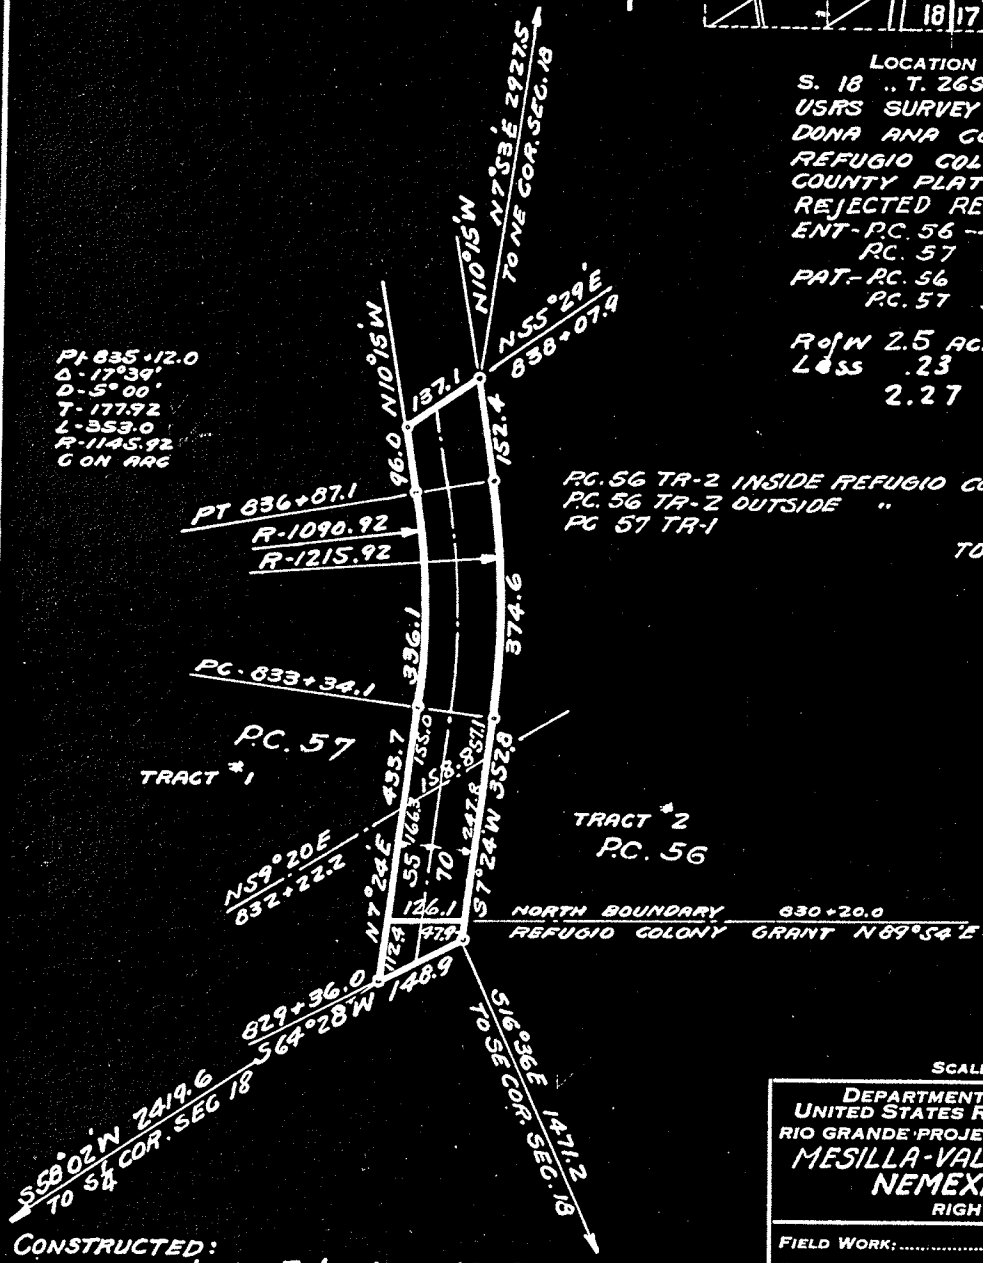 18 17
LOCATION
S. 18 .. T. 26S
USRS SURVEY
DONA ANA CO
REFUGIO COL
COUNTY PLAT
REJECTED RE
ENT-P.C. 56 --
P.C. 57
PAT.-P.C. 56
P.C. 57
R of W 2.5 AC
LESS .23
2.27
N7°53'E 2927.5
TO NE COR. SEC. 18
N10°15'W
N10°15'W
N55°29'E
838+07.9
PI 835+12.0
Δ-17°39'
D-5°00'
T-177.92
L-353.0
R-1145.92
C ON ARC
137.1
96.0
152.4
PT 836+87.1
R-1090.92
R-1215.92
P.C. 56 TR-2 INSIDE REFUGIO CO
P.C. 56 TR-2 OUTSIDE "
PC 57 TR-1
TO
336.1
374.6
PC-833+34.1
P.C. 57
TRACT #1
433.7
155.0
158.8
57.1
352.8
166.3
247.8
N59°20'E
832+22.2
55
70
N7°24'E
S7°24'W
TRACT #2
P.C. 56
126.1
47.9
112.4
148.9
NORTH BOUNDARY 830+20.0
REFUGIO COLONY GRANT N89°54'E
829+36.0
S64°28'W
S58°02'W 2419.6
TO S¼ COR. SEC 18
S16°36'E 1471.2
TO SE COR. SEC. 18
SCALE
DEPARTMENT
UNITED STATES R
RIO GRANDE PROJE
MESILLA-VAL
NEMEX
RIGH
FIELD WORK:
CONSTRUCTED: